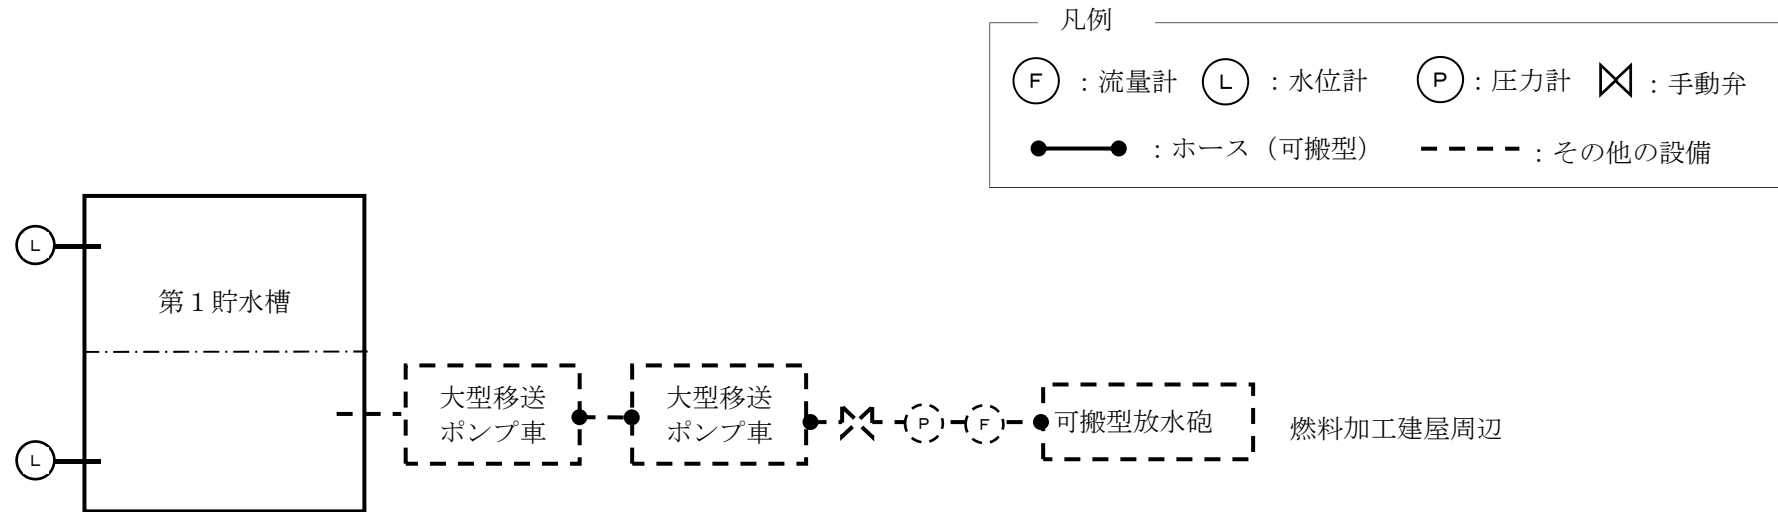 凡例
F ：流量計 L ：水位計 P ：圧力計 ：手動弁
：ホース（可搬型） ：その他の設備
L
第１貯水槽
大型移送
ポンプ車
大型移送
ポンプ車
P F
可搬型放水砲
燃料加工建屋周辺
L